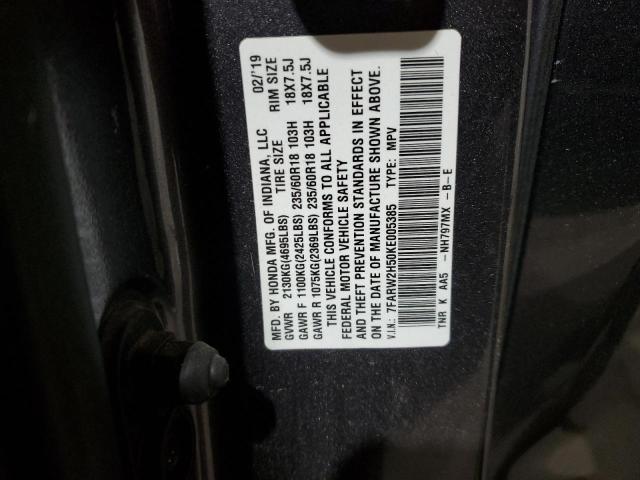 MFD. BY HONDA MFG. OF INDIANA, LLC 02/'19
GVWR 2130KG(4695LBS) TIRE SIZE RIM SIZE
GAWR F 1100KG(2425LBS) 235/60R18 103H 18X7.5J
GAWR R 1075KG(2369LBS) 235/60R18 103H 18X7.5J
THIS VEHICLE CONFORMS TO ALL APPLICABLE
FEDERAL MOTOR VEHICLE SAFETY
AND THEFT PREVENTION STANDARDS IN EFFECT
ON THE DATE OF MANUFACTURE SHOWN ABOVE.
V.I.N.: 7FARW2H50KE005385 TYPE: MPV
TNR K AA5 -NH797MX -B-E